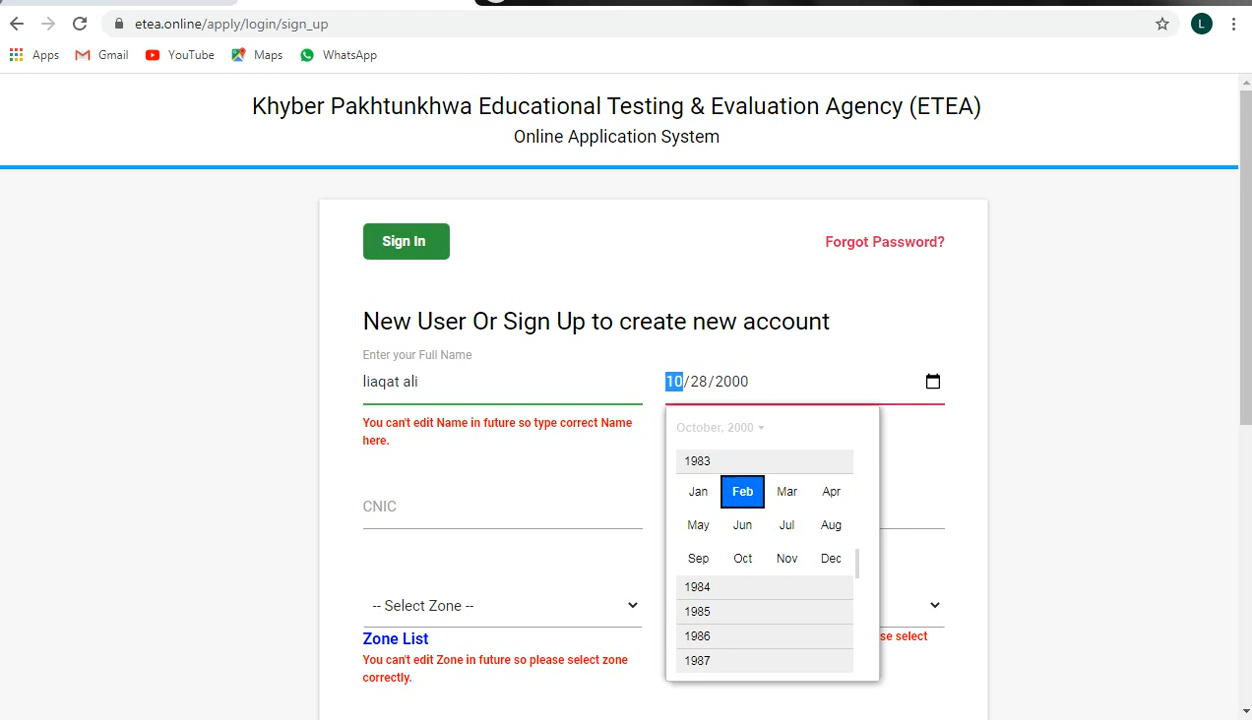 etea.online/apply/login/sign_up
L
Apps Gmail YouTube Maps WhatsApp
Khyber Pakhtunkhwa Educational Testing & Evaluation Agency (ETEA)
Online Application System
Sign In
Forgot Password?
New User Or Sign Up to create new account
Enter your Full Name
liaqat ali
10/28/2000
You can't edit Name in future so type correct Name
here.
October, 2000
1983
Jan Feb Mar Apr
May Jun Jul Aug
Sep Oct Nov Dec
1984
1985
1986
1987
CNIC
-- Select Zone --
Zone List
You can't edit Zone in future so please select zone
correctly.
se select